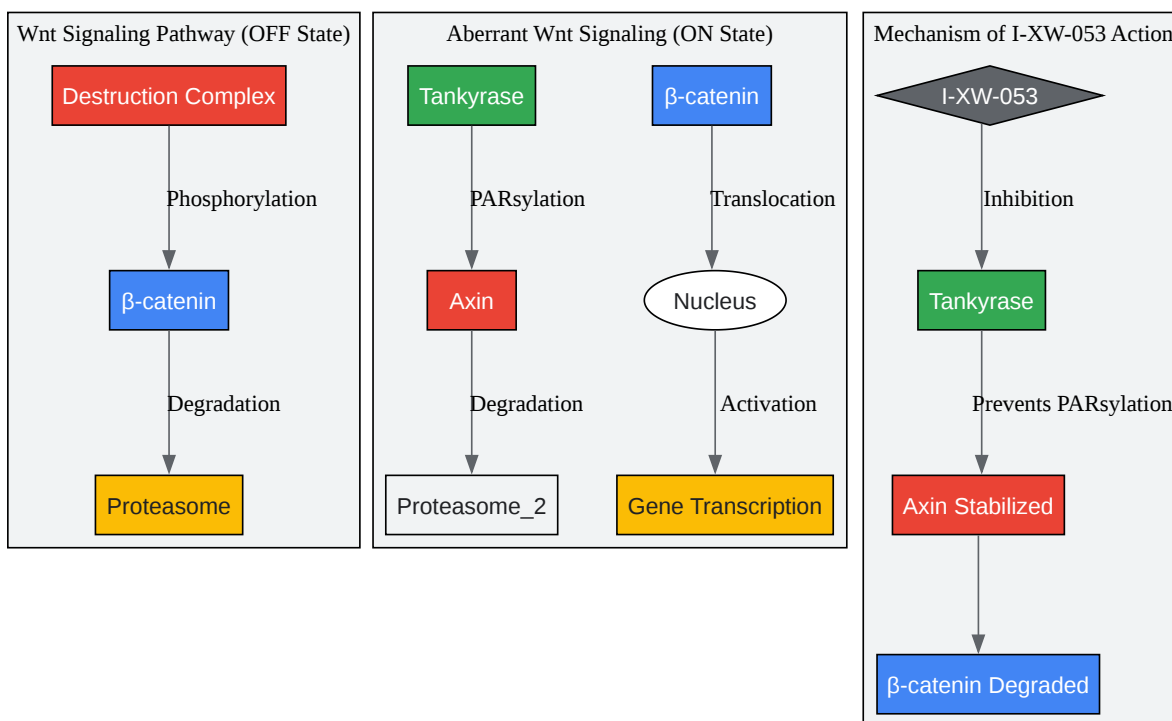 Wnt Signaling Pathway (OFF State)
Destruction Complex
Phosphorylation
β-catenin
Degradation
Proteasome
Aberrant Wnt Signaling (ON State)
Tankyrase
PARsylation
Axin
Degradation
Proteasome_2
β-catenin
Translocation
Nucleus
Activation
Gene Transcription
Mechanism of I-XW-053 Action
I-XW-053
Inhibition
Tankyrase
Prevents PARsylation
Axin Stabilized
β-catenin Degraded